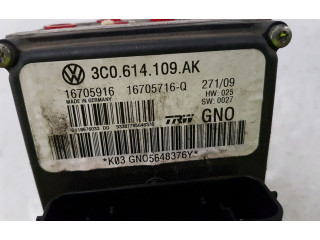 3C0.614.109.AK
16705916 16705716-Q 271/09
MADE IN GERMANY HW: 025
SW: 0027
TRW GNO
*K03 GNO5648376Y*